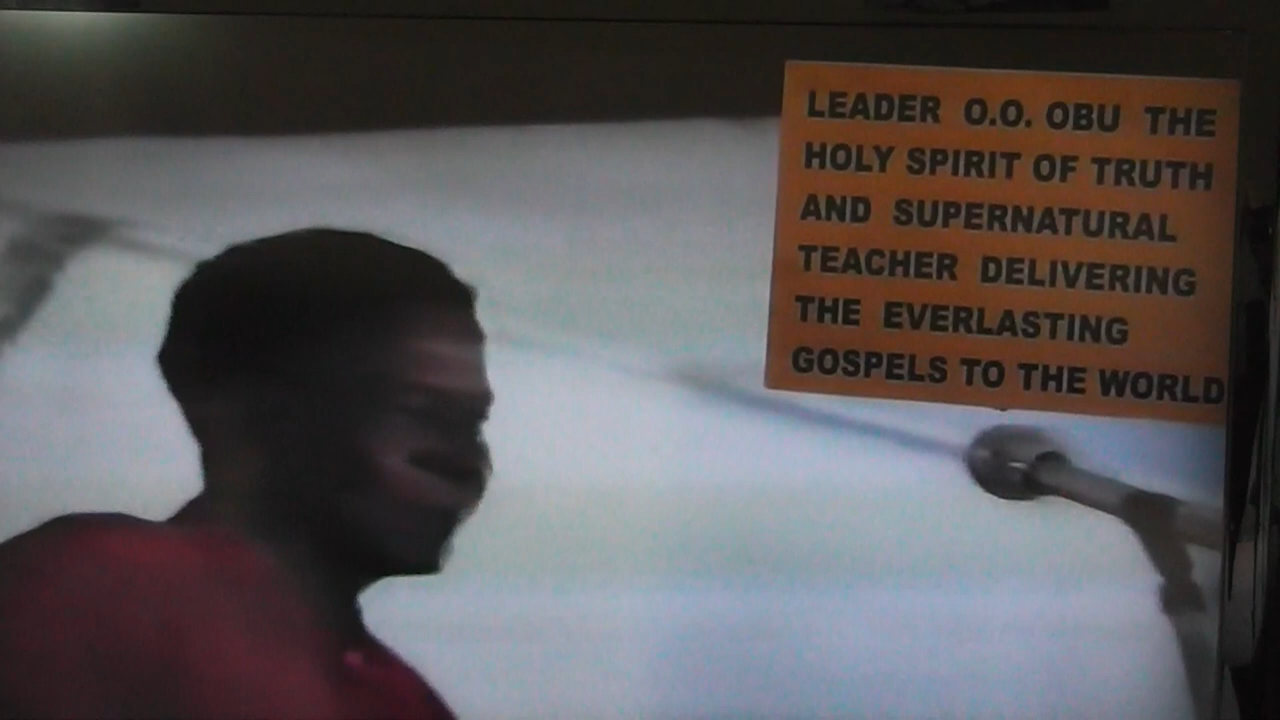 LEADER O.O. OBU THE
HOLY SPIRIT OF TRUTH
AND SUPERNATURAL
TEACHER DELIVERING
THE EVERLASTING
GOSPELS TO THE WORLD